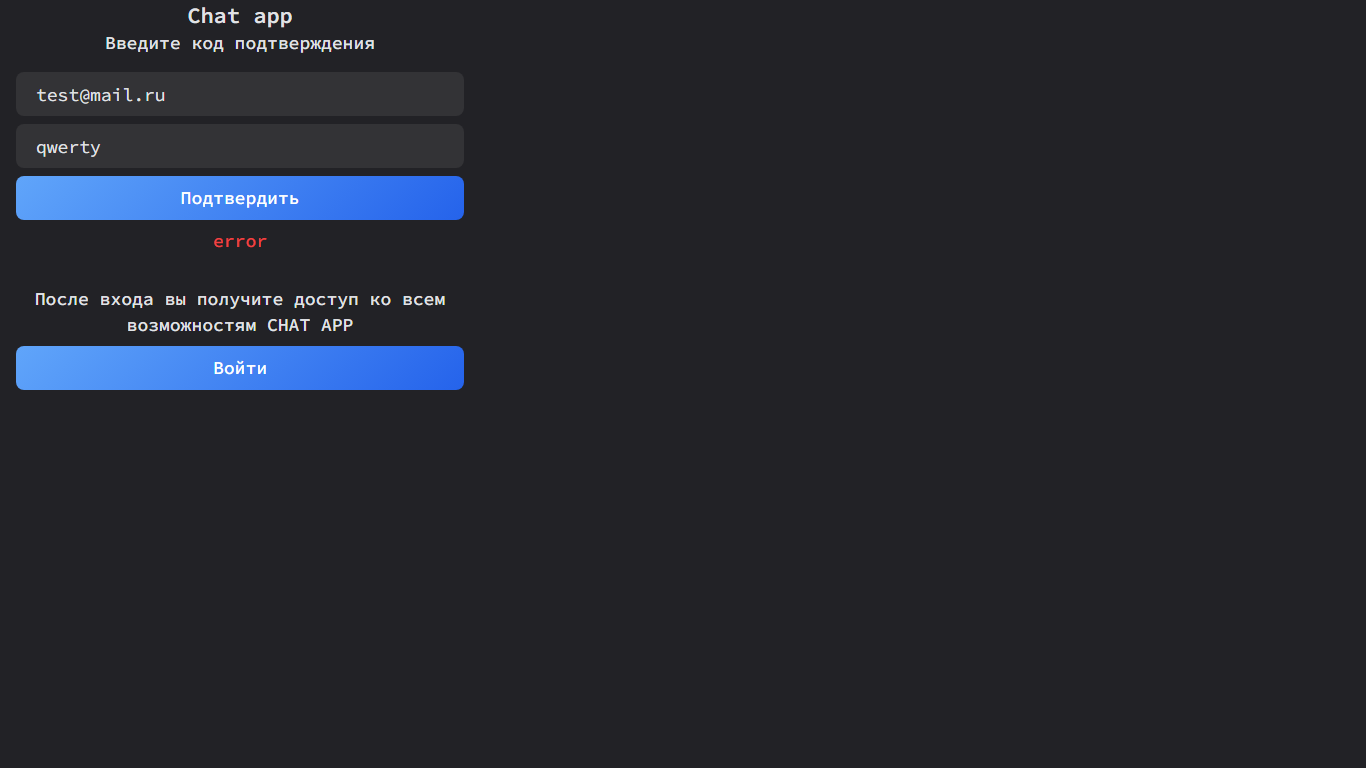 Chat app
Введите код подтверждения
test@mail.ru
qwerty
Подтвердить
error
После входа вы получите доступ ко всем
возможностям CHAT APP
Войти